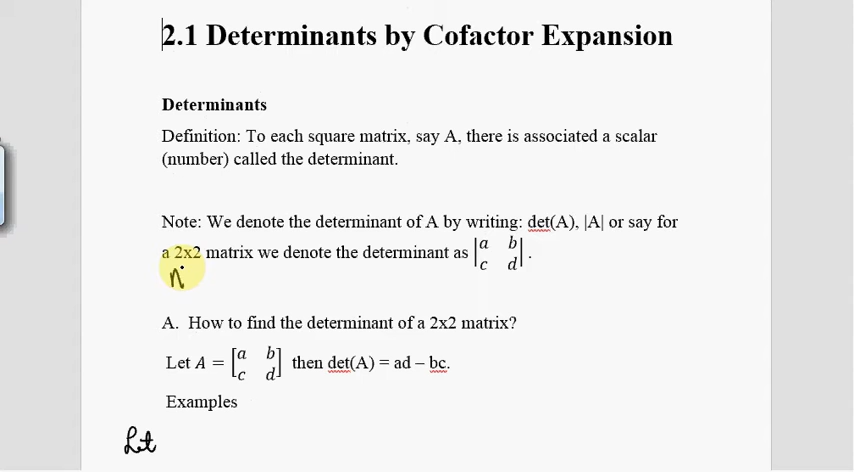 2.1 Determinants by Cofactor Expansion
Determinants
Definition: To each square matrix, say A, there is associated a scalar
(number) called the determinant.
Note: We denote the determinant of A by writing: det(A), |A| or say for
a 2x2 matrix we denote the determinant as |a b|
|c d| .
n
A. How to find the determinant of a 2x2 matrix?
Let A = [a b]
[c d] then det(A) = ad – bc.
Examples
Let